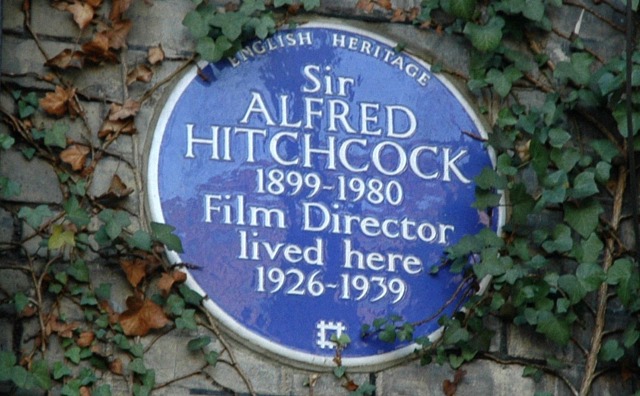 ENGLISH HERITAGE
Sir
ALFRED
HITCHCOCK
1899-1980
Film Director
lived here
1926-1939